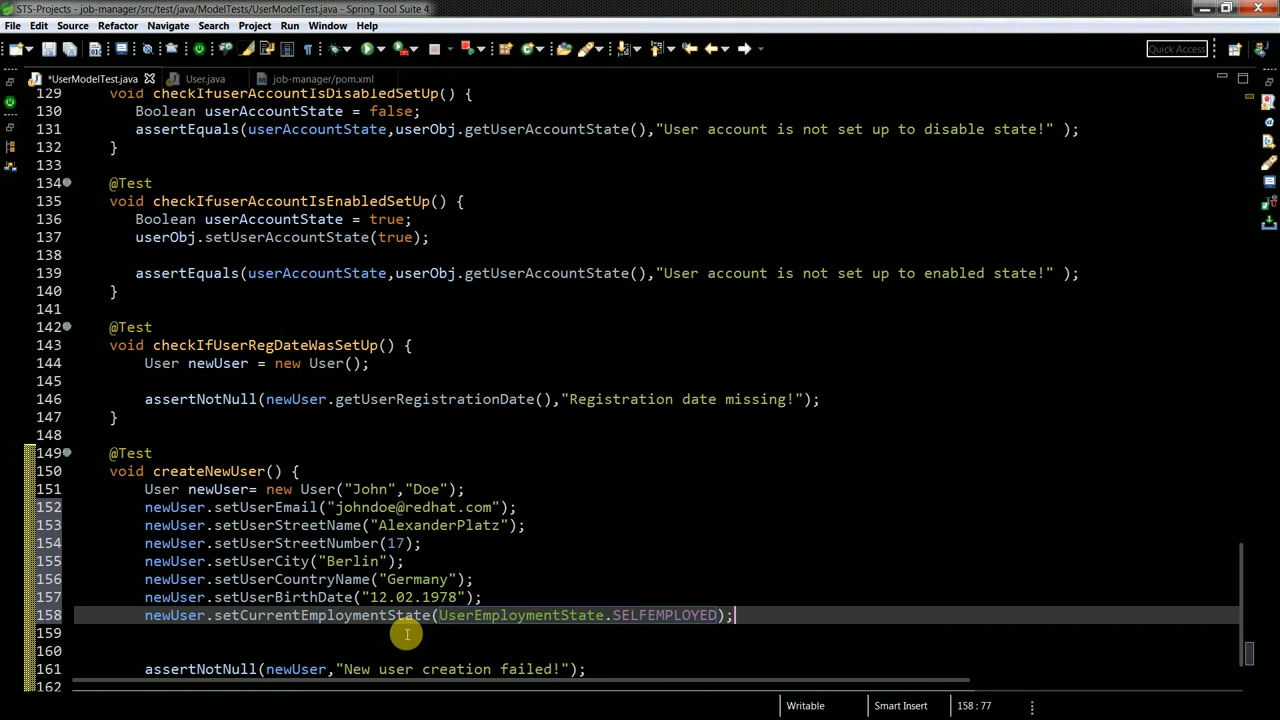 STS-Projects - job-manager/src/test/java/ModelTests/UserModelTest.java - Spring Tool Suite 4
File Edit Source Refactor Navigate Search Project Run Window Help
Quick Access
*UserModelTest.java User.java job-manager/pom.xml
129 void checkIfuserAccountIsDisabledSetUp() {
130 Boolean userAccountState = false;
131 assertEquals(userAccountState,userObj.getUserAccountState(),"User account is not set up to disable state!" );
132 }
133
134 @Test
135 void checkIfuserAccountIsEnabledSetUp() {
136 Boolean userAccountState = true;
137 userObj.setUserAccountState(true);
138
139 assertEquals(userAccountState,userObj.getUserAccountState(),"User account is not set up to enabled state!" );
140 }
141
142 @Test
143 void checkIfUserRegDateWasSetUp() {
144 User newUser = new User();
145
146 assertNotNull(newUser.getUserRegistrationDate(),"Registration date missing!");
147 }
148
149 @Test
150 void createNewUser() {
151 User newUser= new User("John","Doe");
152 newUser.setUserEmail("johndoe@redhat.com");
153 newUser.setUserStreetName("AlexanderPlatz");
154 newUser.setUserStreetNumber(17);
155 newUser.setUserCity("Berlin");
156 newUser.setUserCountryName("Germany");
157 newUser.setUserBirthDate("12.02.1978");
158 newUser.setCurrentEmploymentState(UserEmploymentState.SELFEMPLOYED);
159
160
161 assertNotNull(newUser,"New user creation failed!");
162
Writable Smart Insert 158 : 77